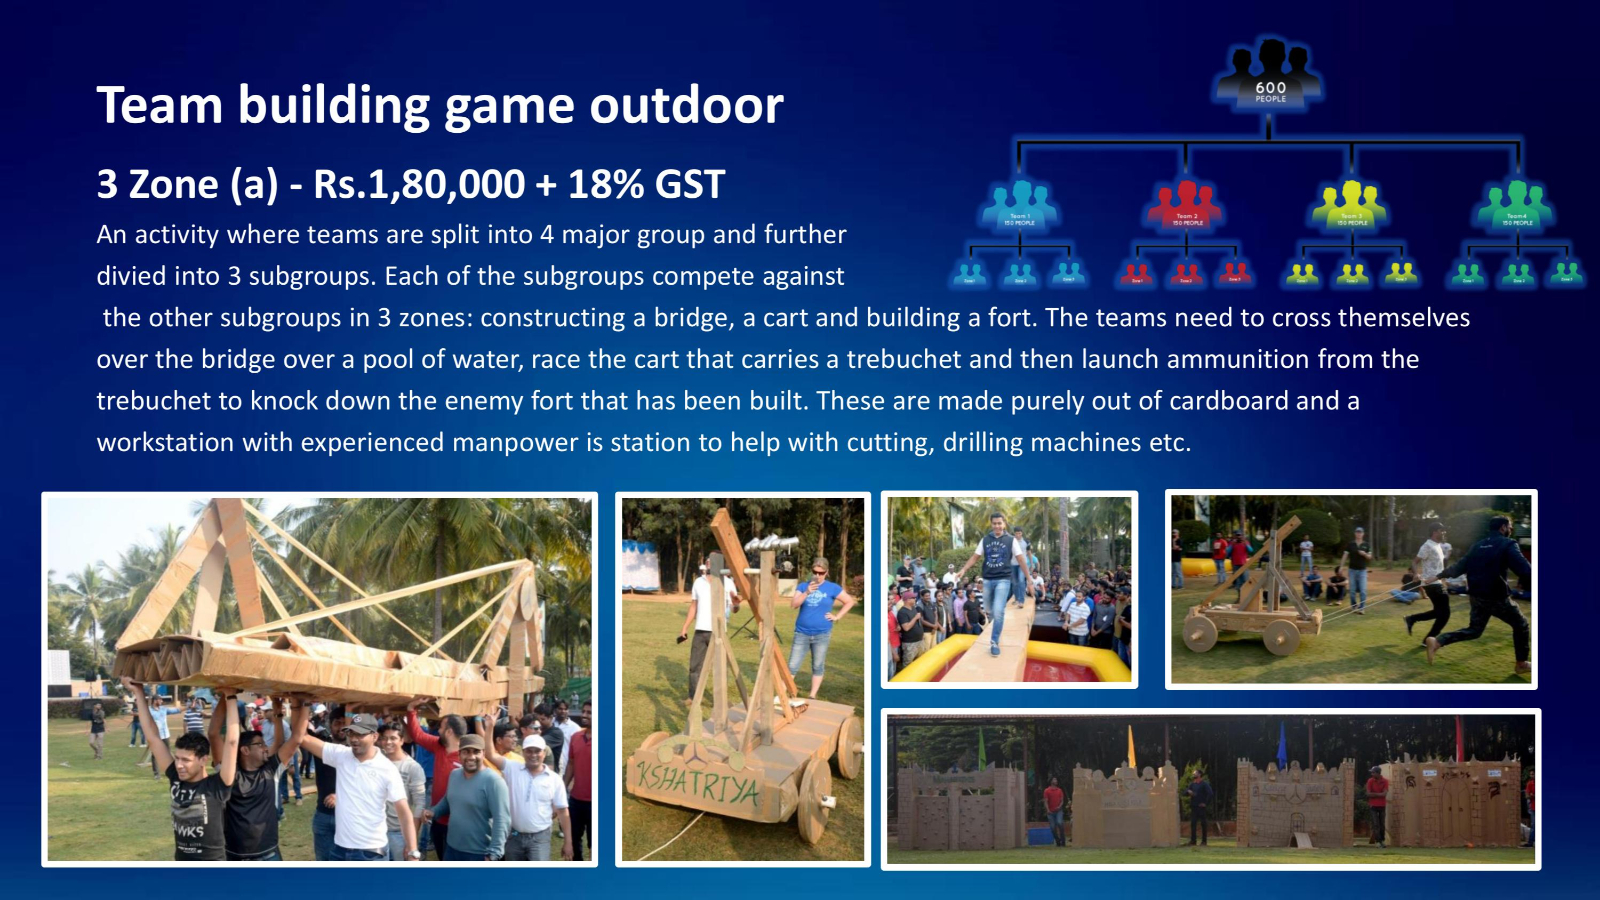 Team building game outdoor
3 Zone (a) - Rs.1,80,000 + 18% GST
An activity where teams are split into 4 major group and further
divied into 3 subgroups. Each of the subgroups compete against
the other subgroups in 3 zones: constructing a bridge, a cart and building a fort. The teams need to cross themselves
over the bridge over a pool of water, race the cart that carries a trebuchet and then launch ammunition from the
trebuchet to knock down the enemy fort that has been built. These are made purely out of cardboard and a
workstation with experienced manpower is station to help with cutting, drilling machines etc.
600
PEOPLE
Team 1
150 PEOPLE
Team 2
150 PEOPLE
Team 3
150 PEOPLE
Team4
150 PEOPLE
KSHATRIYA